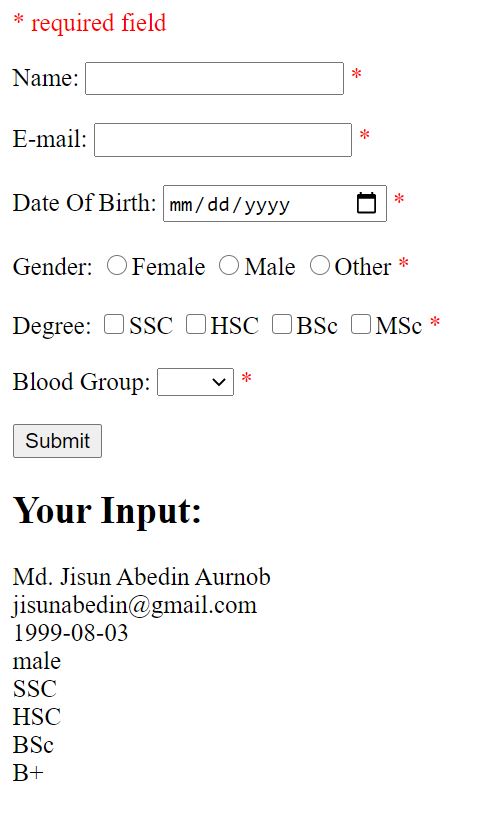 * required field
Name: *
E-mail: *
Date Of Birth: mm/dd/yyyy *
Gender: Female Male Other *
Degree: SSC HSC BSc MSc *
Blood Group: *
Submit
Your Input:
Md. Jisun Abedin Aurnob
jisunabedin@gmail.com
1999-08-03
male
SSC
HSC
BSc
B+